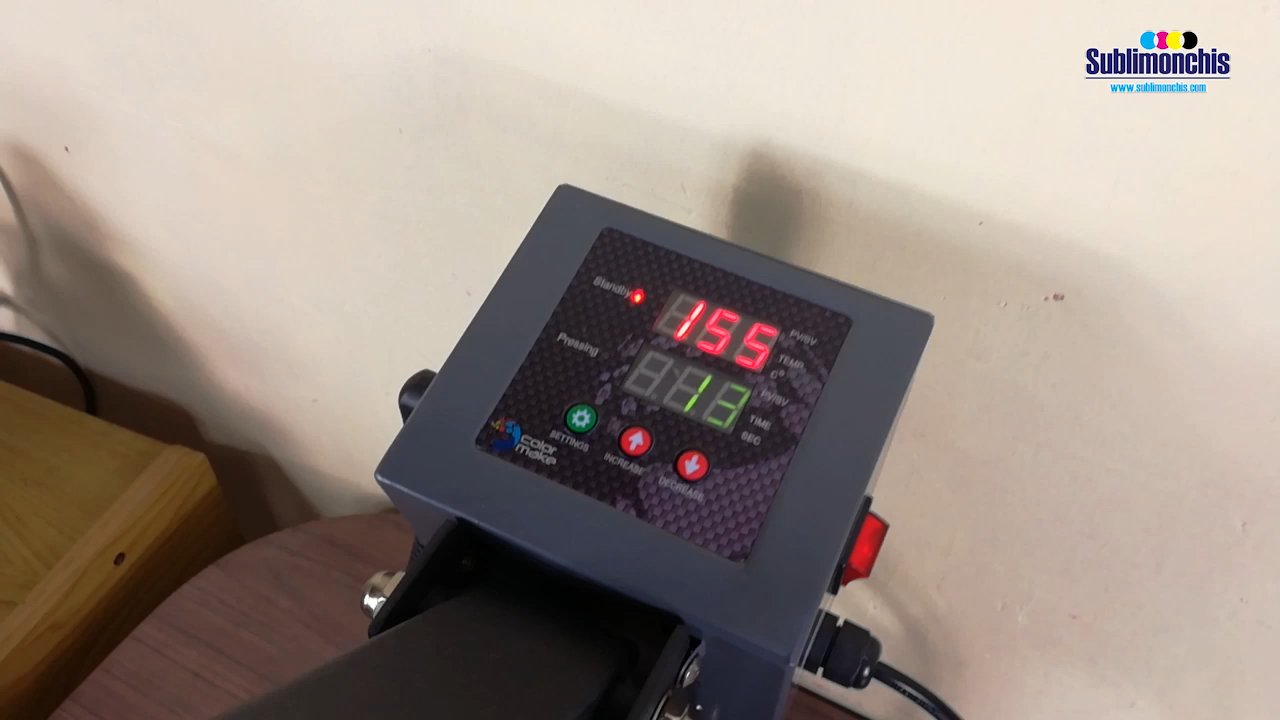 Sublimonchis
www.sublimonchis.com
Standby
155
PV/SV
TEMP
C°
Pressing
13
PV/SV
TIME
SEC
SETTINGS
INCREASE
DECREASE
color
make